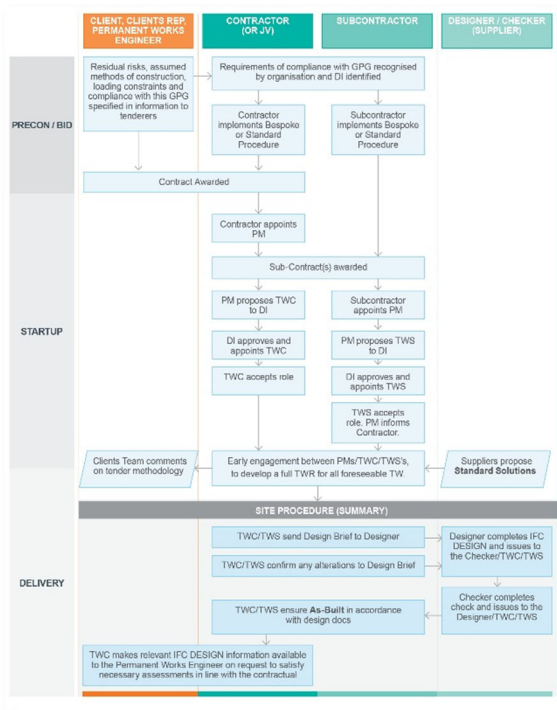 CLIENT, CLIENTS REP,
PERMANENT WORKS
ENGINEER
CONTRACTOR
(OR JV)
SUBCONTRACTOR
DESIGNER / CHECKER
(SUPPLIER)
PRECON / BID
Residual risks, assumed
methods of construction,
loading constraints and
compliance with this GPG
specified in information to
tenderers
Requirements of compliance with GPG recognised
by organisation and DI identified
Contractor
implements Bespoke
or Standard
Procedure
Subcontractor
implements Bespoke
or Standard
Procedure
Contract Awarded
STARTUP
Contractor appoints
PM
Sub-Contract(s) awarded
PM proposes TWC
to DI
Subcontractor
appoints PM
DI approves and
appoints TWC
PM proposes TWS
to DI
TWC accepts role
DI approves and
appoints TWS
TWS accepts
role. PM informs
Contractor.
Clients Team comments
on tender methodology
Early engagement between PMs/TWC/TWS's,
to develop a full TWR for all foreseeable TW.
Suppliers propose
Standard Solutions
DELIVERY
SITE PROCEDURE (SUMMARY)
TWC/TWS send Design Brief to Designer
Designer completes IFC
DESIGN and issues to
the Checker/TWC/TWS
TWC/TWS confirm any alterations to Design Brief
Checker completes
check and issues to the
Designer/TWC/TWS
TWC/TWS ensure As-Built in accordance
with design docs
TWC makes relevant IFC DESIGN information available
to the Permanent Works Engineer on request to satisfy
necessary assessments in line with the contractual